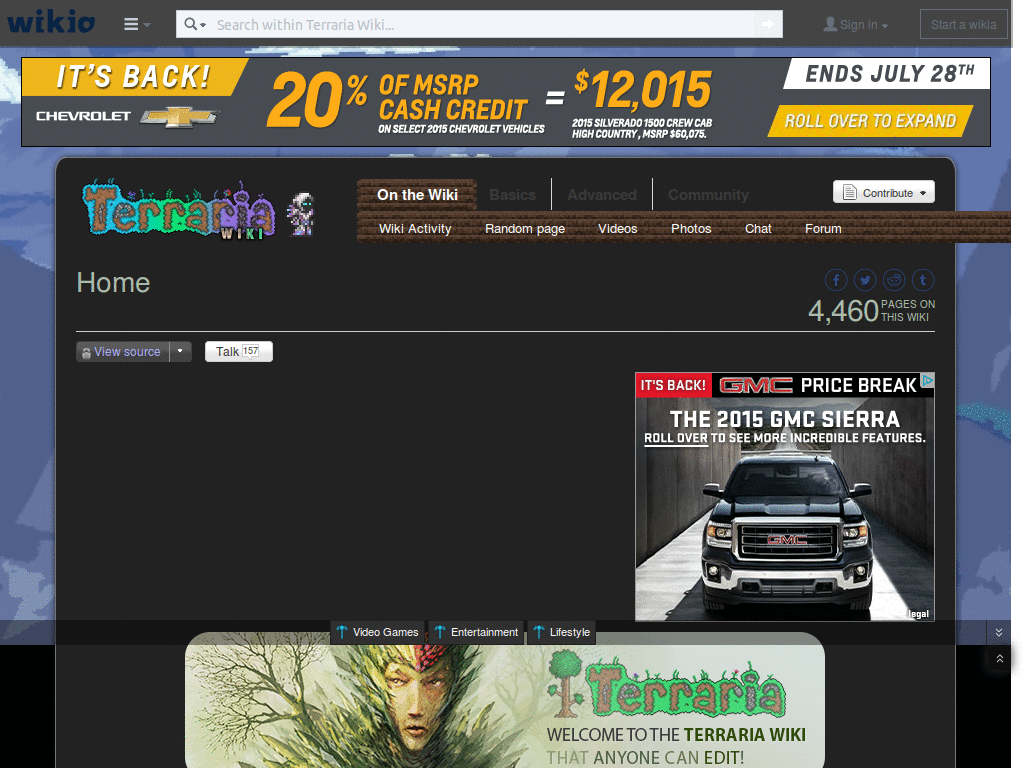 wikia
Search within Terraria Wiki...
Sign in
Start a wikia
IT'S BACK!
CHEVROLET
20% OF MSRP CASH CREDIT
ON SELECT 2015 CHEVROLET VEHICLES
= $12,015
2015 SILVERADO 1500 CREW CAB
HIGH COUNTRY, MSRP $60,075.
ENDS JULY 28TH
ROLL OVER TO EXPAND
Terraria
WIKI
On the Wiki
Basics
Advanced
Community
Contribute
Wiki Activity
Random page
Videos
Photos
Chat
Forum
Home
4,460 PAGES ON THIS WIKI
View source
Talk 157
IT'S BACK! GMC PRICE BREAK
THE 2015 GMC SIERRA
ROLL OVER TO SEE MORE INCREDIBLE FEATURES.
GMC
legal
Video Games
Entertainment
Lifestyle
Terraria
WELCOME TO THE TERRARIA WIKI
THAT ANYONE CAN EDIT!